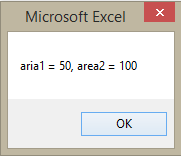 Microsoft Excel
aria1 = 50, area2 = 100
OK